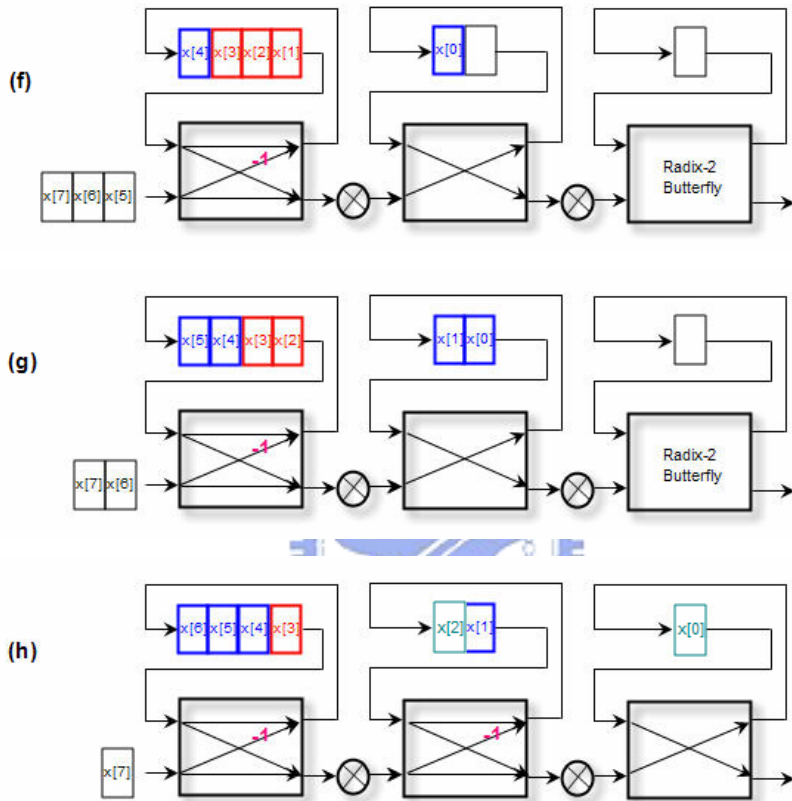 x[4] x[3] x[2] x[1] x[0]
(f)
-1
Radix-2
Butterfly
x[7] x[6] x[5]
x[5] x[4] x[3] x[2] x[1] x[0]
(g)
-1
Radix-2
Butterfly
x[7] x[6]
x[6] x[5] x[4] x[3] x[2] x[1] x[0]
(h)
-1 -1
x[7]